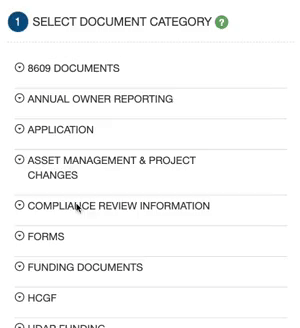 1 SELECT DOCUMENT CATEGORY ?
8609 DOCUMENTS
ANNUAL OWNER REPORTING
APPLICATION
ASSET MANAGEMENT & PROJECT
CHANGES
COMPLIANCE REVIEW INFORMATION
FORMS
FUNDING DOCUMENTS
HCGF